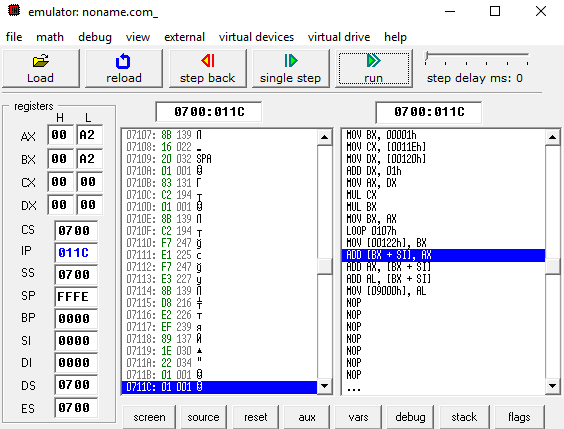 emulator: noname.com_
file math debug view external virtual devices virtual drive help
Load reload step back single step run step delay ms: 0
registers
H L
AX 00 A2
BX 00 A2
CX 00 00
DX 00 00
CS 0700
IP 011C
SS 0700
SP FFFE
BP 0000
SI 0000
DI 0000
DS 0700
ES 0700
0700:011C
07107: 8B 139 Л
07108: 16 022 ▬
07109: 20 032 SPA
0710A: 01 001 ☺
0710B: 83 131 Г
0710C: C2 194 ┬
0710D: 01 001 ☺
0710E: 8B 139 Л
0710F: C2 194 ┬
07110: F7 247
07111: E1 225 с
07112: F7 247
07113: E3 227 у
07114: 8B 139 Л
07115: D8 216 ╪
07116: E2 226 т
07117: EF 239 я
07118: 89 137 Й
07119: 1E 030 ▲
0711A: 22 034 "
0711B: 01 001 ☺
0711C: 01 001 ☺
0700:011C
MOV BX, 00001h
MOV CX, [0011Eh]
MOV DX, [00120h]
ADD DX, 01h
MOV AX, DX
MUL CX
MUL BX
MOV BX, AX
LOOP 0107h
MOV [00122h], BX
ADD [BX + SI], AX
ADD AX, [BX + SI]
ADD AL, [BX + SI]
MOV [09000h], AL
NOP
NOP
NOP
NOP
NOP
NOP
NOP
...
screen source reset aux vars debug stack flags